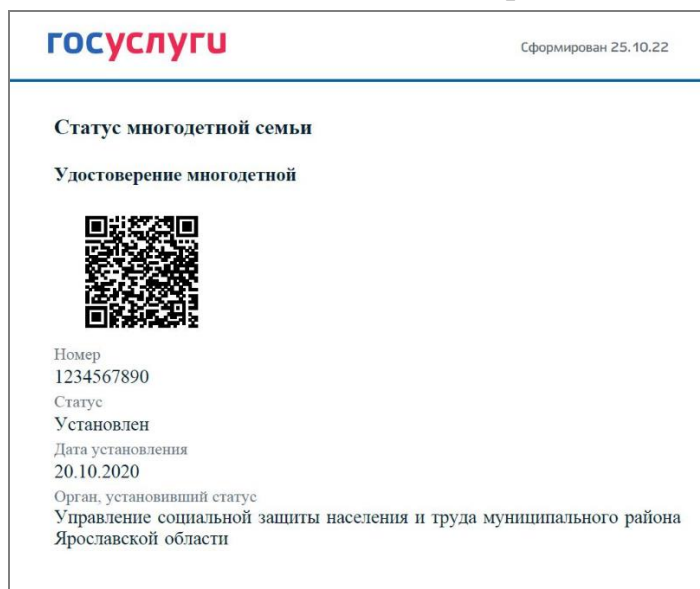 госуслуги
Сформирован 25.10.22
Статус многодетной семьи
Удостоверение многодетной
Номер
1234567890
Статус
Установлен
Дата установления
20.10.2020
Орган, установивший статус
Управление социальной защиты населения и труда муниципального района
Ярославской области